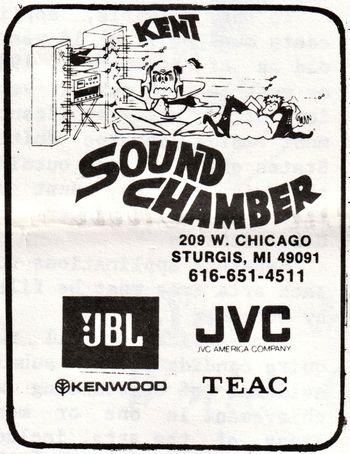 KENT
SOUND
CHAMBER
209 W. CHICAGO
STURGIS, MI 49091
616-651-4511
JBL
JVC
JVC AMERICA COMPANY
KENWOOD
TEAC